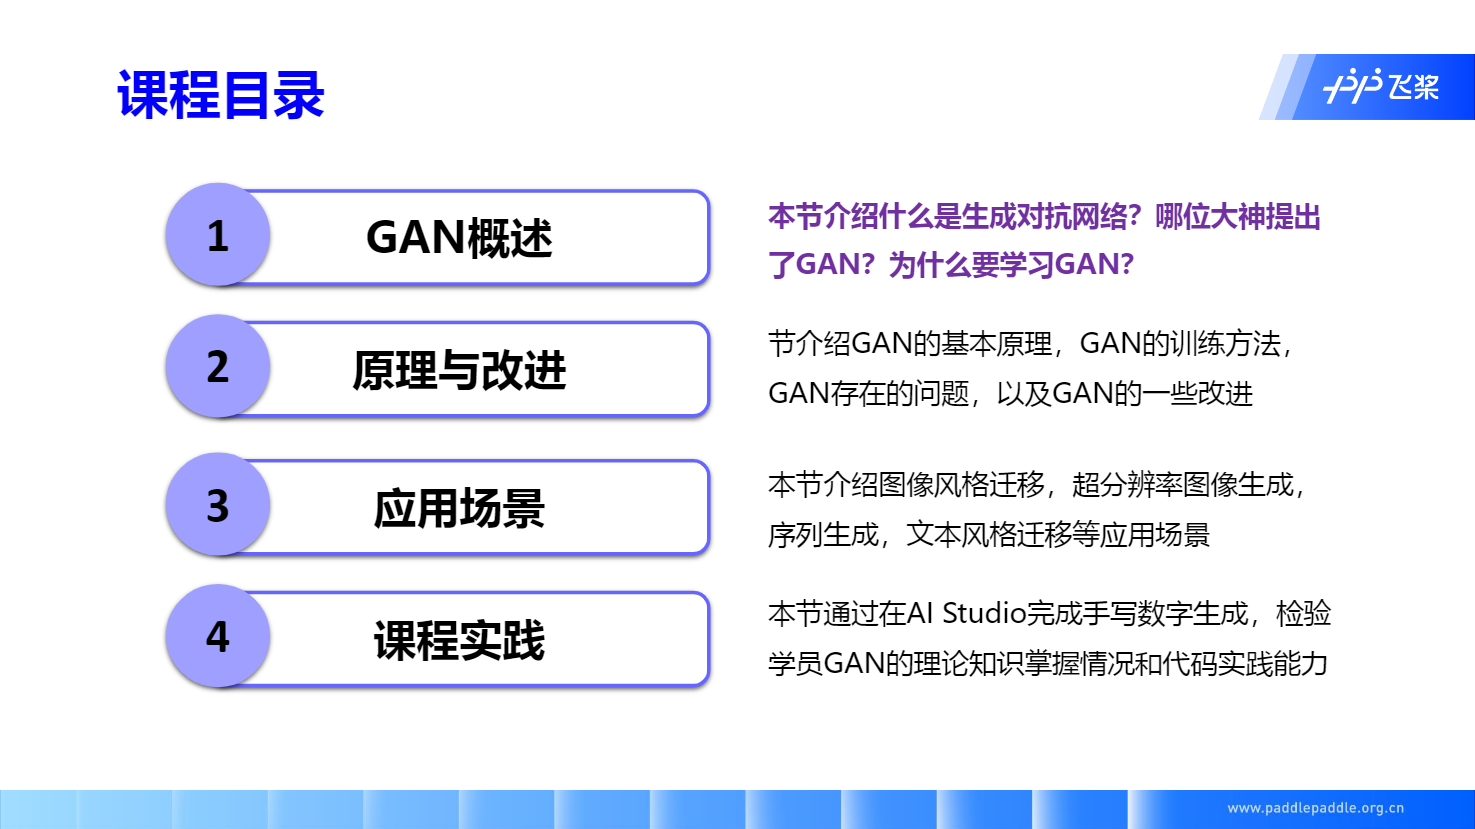 课程目录
飞桨
1
GAN概述
本节介绍什么是生成对抗网络？哪位大神提出
了GAN？为什么要学习GAN？
2
原理与改进
节介绍GAN的基本原理，GAN的训练方法，
GAN存在的问题，以及GAN的一些改进
3
应用场景
本节介绍图像风格迁移，超分辨率图像生成，
序列生成，文本风格迁移等应用场景
4
课程实践
本节通过在AI Studio完成手写数字生成，检验
学员GAN的理论知识掌握情况和代码实践能力
www.paddlepaddle.org.cn